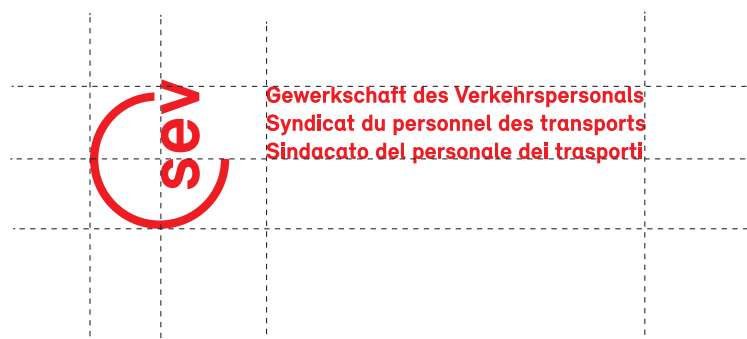 sev
Gewerkschaft des Verkehrspersonals
Syndicat du personnel des transports
Sindacato del personale dei trasporti